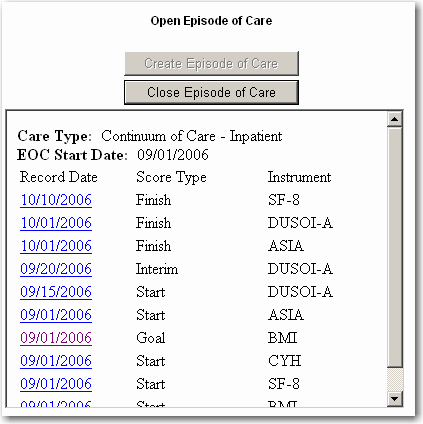 Open Episode of Care
Create Episode of Care
Close Episode of Care
Care Type: Continuum of Care - Inpatient
EOC Start Date: 09/01/2006
Record Date Score Type Instrument
10/10/2006 Finish SF-8
10/01/2006 Finish DUSOI-A
10/01/2006 Finish ASIA
09/20/2006 Interim DUSOI-A
09/15/2006 Start DUSOI-A
09/01/2006 Start ASIA
09/01/2006 Goal BMI
09/01/2006 Start CYH
09/01/2006 Start SF-8
09/01/2006 Start BMI